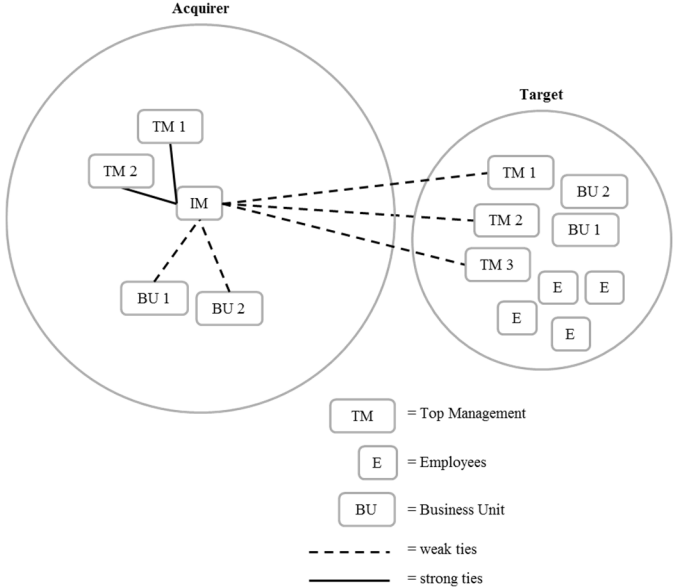 Acquirer
Target
TM 1
TM 2
IM
BU 1
BU 2
TM 1
BU 2
TM 2
BU 1
TM 3
E
E
E
E
TM = Top Management
E = Employees
BU = Business Unit
= weak ties
= strong ties